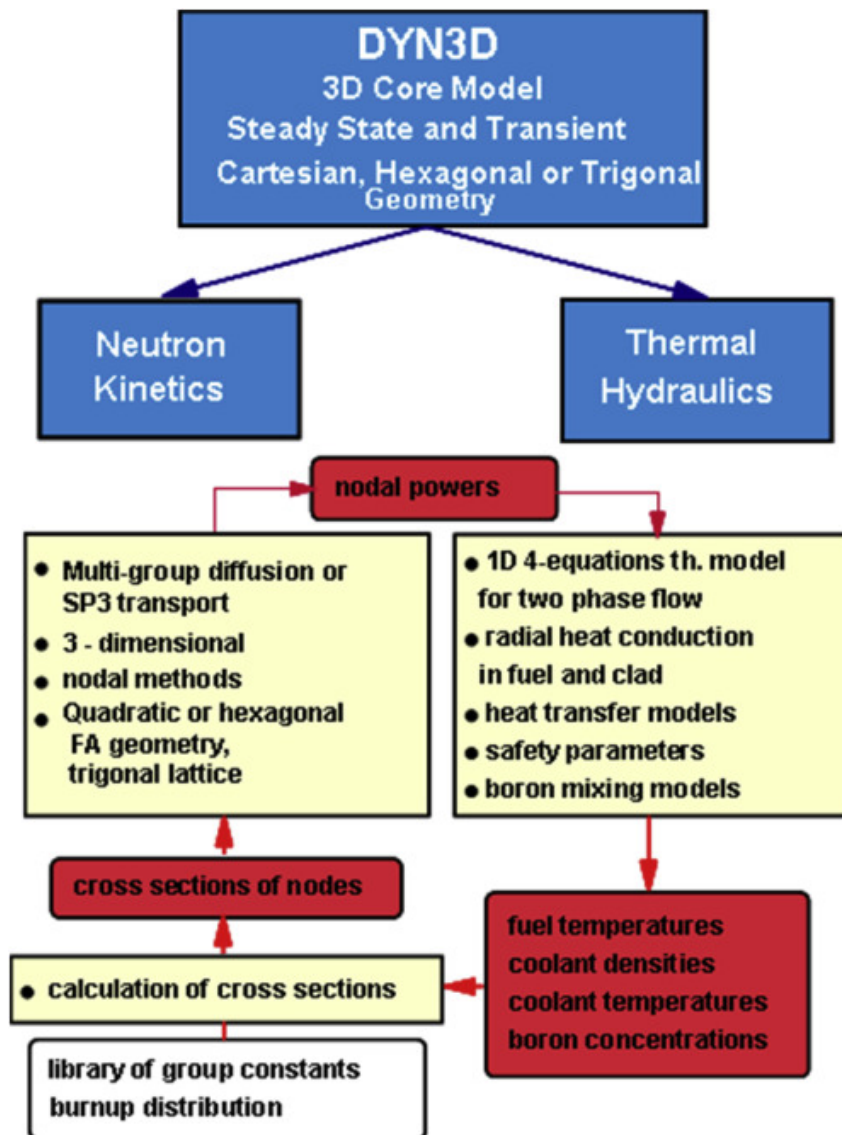 DYN3D
3D Core Model
Steady State and Transient
Cartesian, Hexagonal or Trigonal
Geometry
Neutron
Kinetics
Thermal
Hydraulics
nodal powers
● Multi-group diffusion or
SP3 transport
● 3 - dimensional
● nodal methods
● Quadratic or hexagonal
FA geometry,
trigonal lattice
● 1D 4-equations th. model
for two phase flow
● radial heat conduction
in fuel and clad
● heat transfer models
● safety parameters
● boron mixing models
cross sections of nodes
fuel temperatures
coolant densities
coolant temperatures
boron concentrations
● calculation of cross sections
library of group constants
burnup distribution